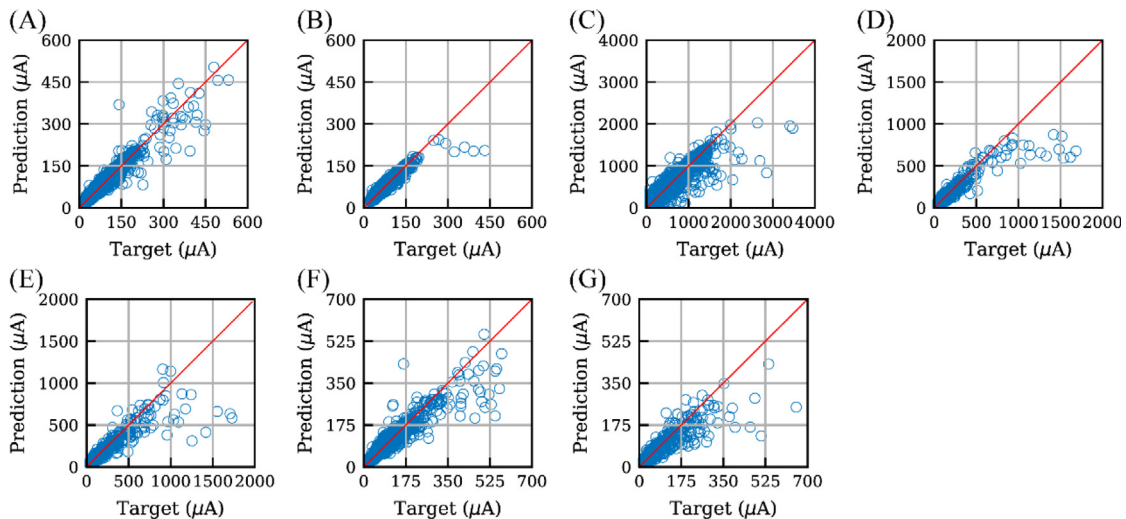 (A)
600
450
300
150
0
Prediction (μA)
0 150 300 450 600
Target (μA)
(B)
600
450
300
150
0
Prediction (μA)
0 150 300 450 600
Target (μA)
(C)
4000
3000
2000
1000
0
Prediction (μA)
0 1000 2000 3000 4000
Target (μA)
(D)
2000
1500
1000
500
0
Prediction (μA)
0 500 1000 1500 2000
Target (μA)
(E)
2000
1500
1000
500
0
Prediction (μA)
0 500 1000 1500 2000
Target (μA)
(F)
700
525
350
175
0
Prediction (μA)
0 175 350 525 700
Target (μA)
(G)
700
525
350
175
0
Prediction (μA)
0 175 350 525 700
Target (μA)